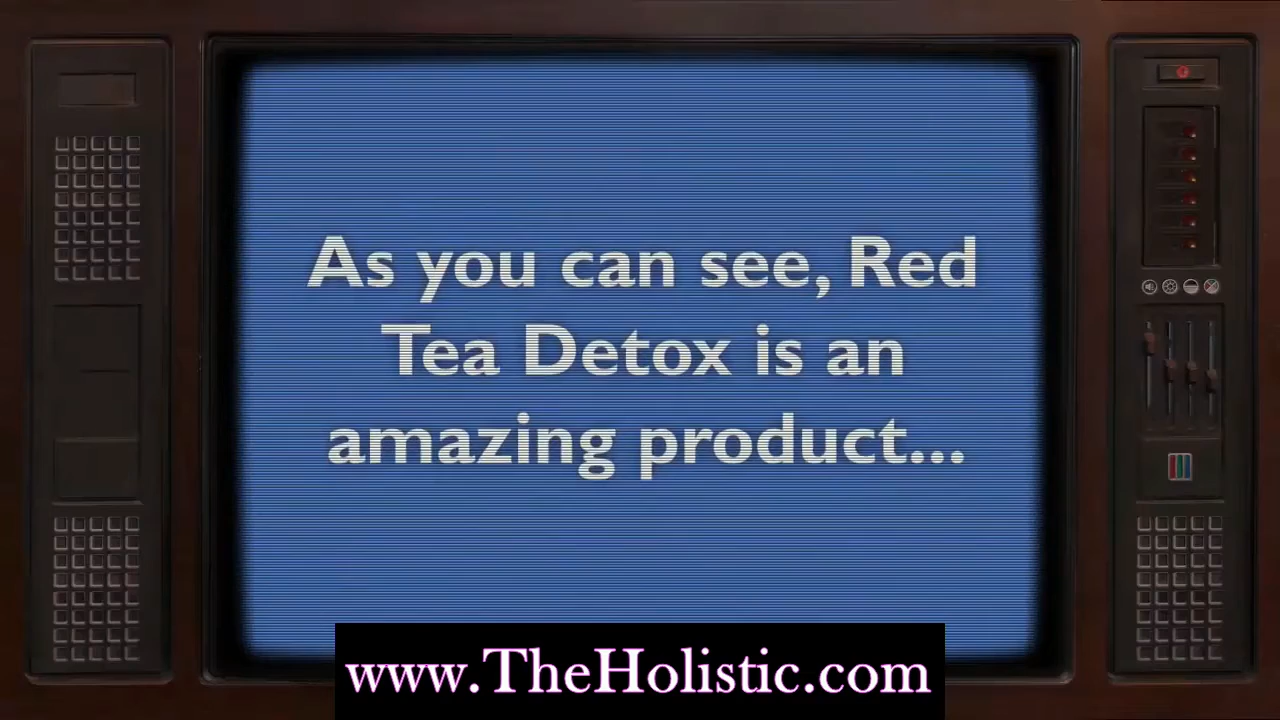 As you can see, Red
Tea Detox is an
amazing product...
www.TheHolistic.com